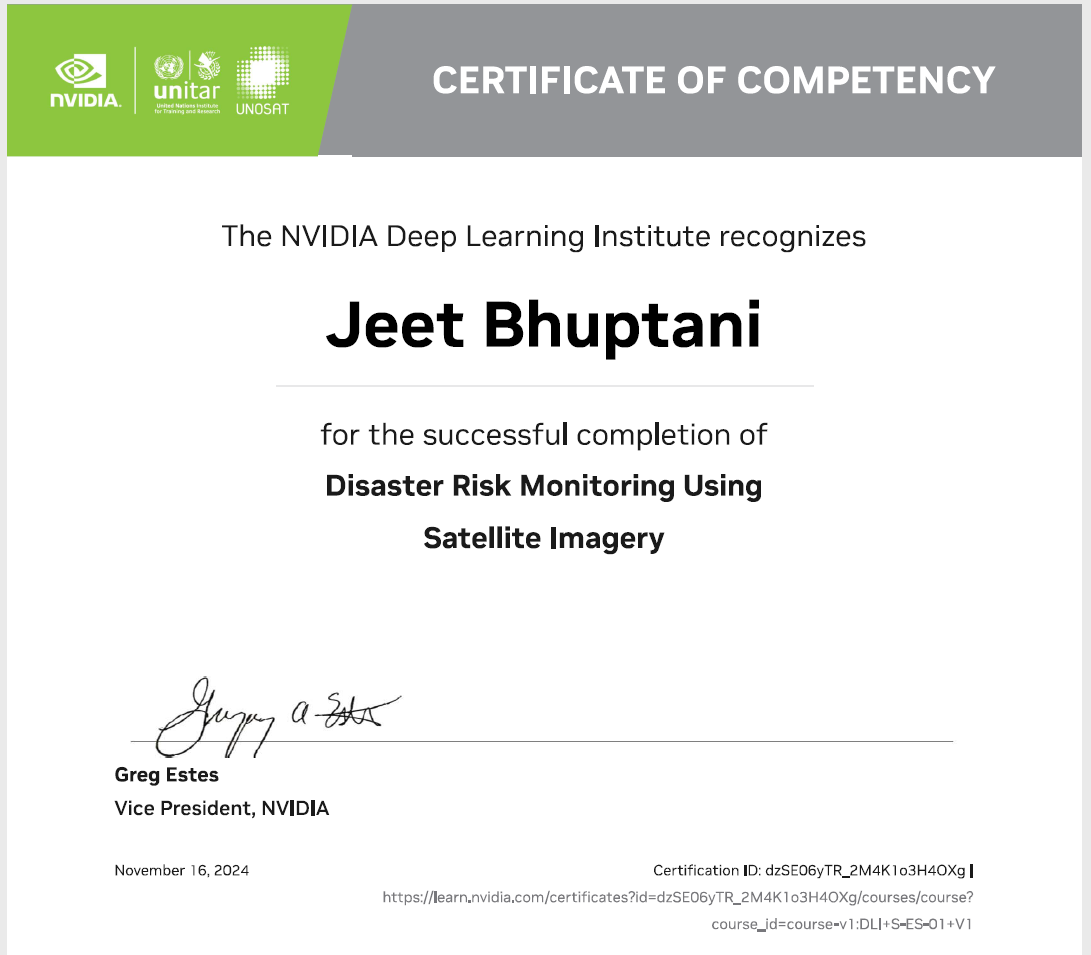 CERTIFICATE OF COMPETENCY
NVIDIA.
unitar
United Nations Institute
for Training and Research
UNOSAT
The NVIDIA Deep Learning Institute recognizes
Jeet Bhuptani
for the successful completion of
Disaster Risk Monitoring Using
Satellite Imagery
Greg Estes
Vice President, NVIDIA
November 16, 2024
Certification ID: dzSE06yTR_2M4K1o3H4OXg |
https://learn.nvidia.com/certificates?id=dzSE06yTR_2M4K1o3H4OXg/courses/course?
course_id=course-v1:DLI+S-ES-01+V1